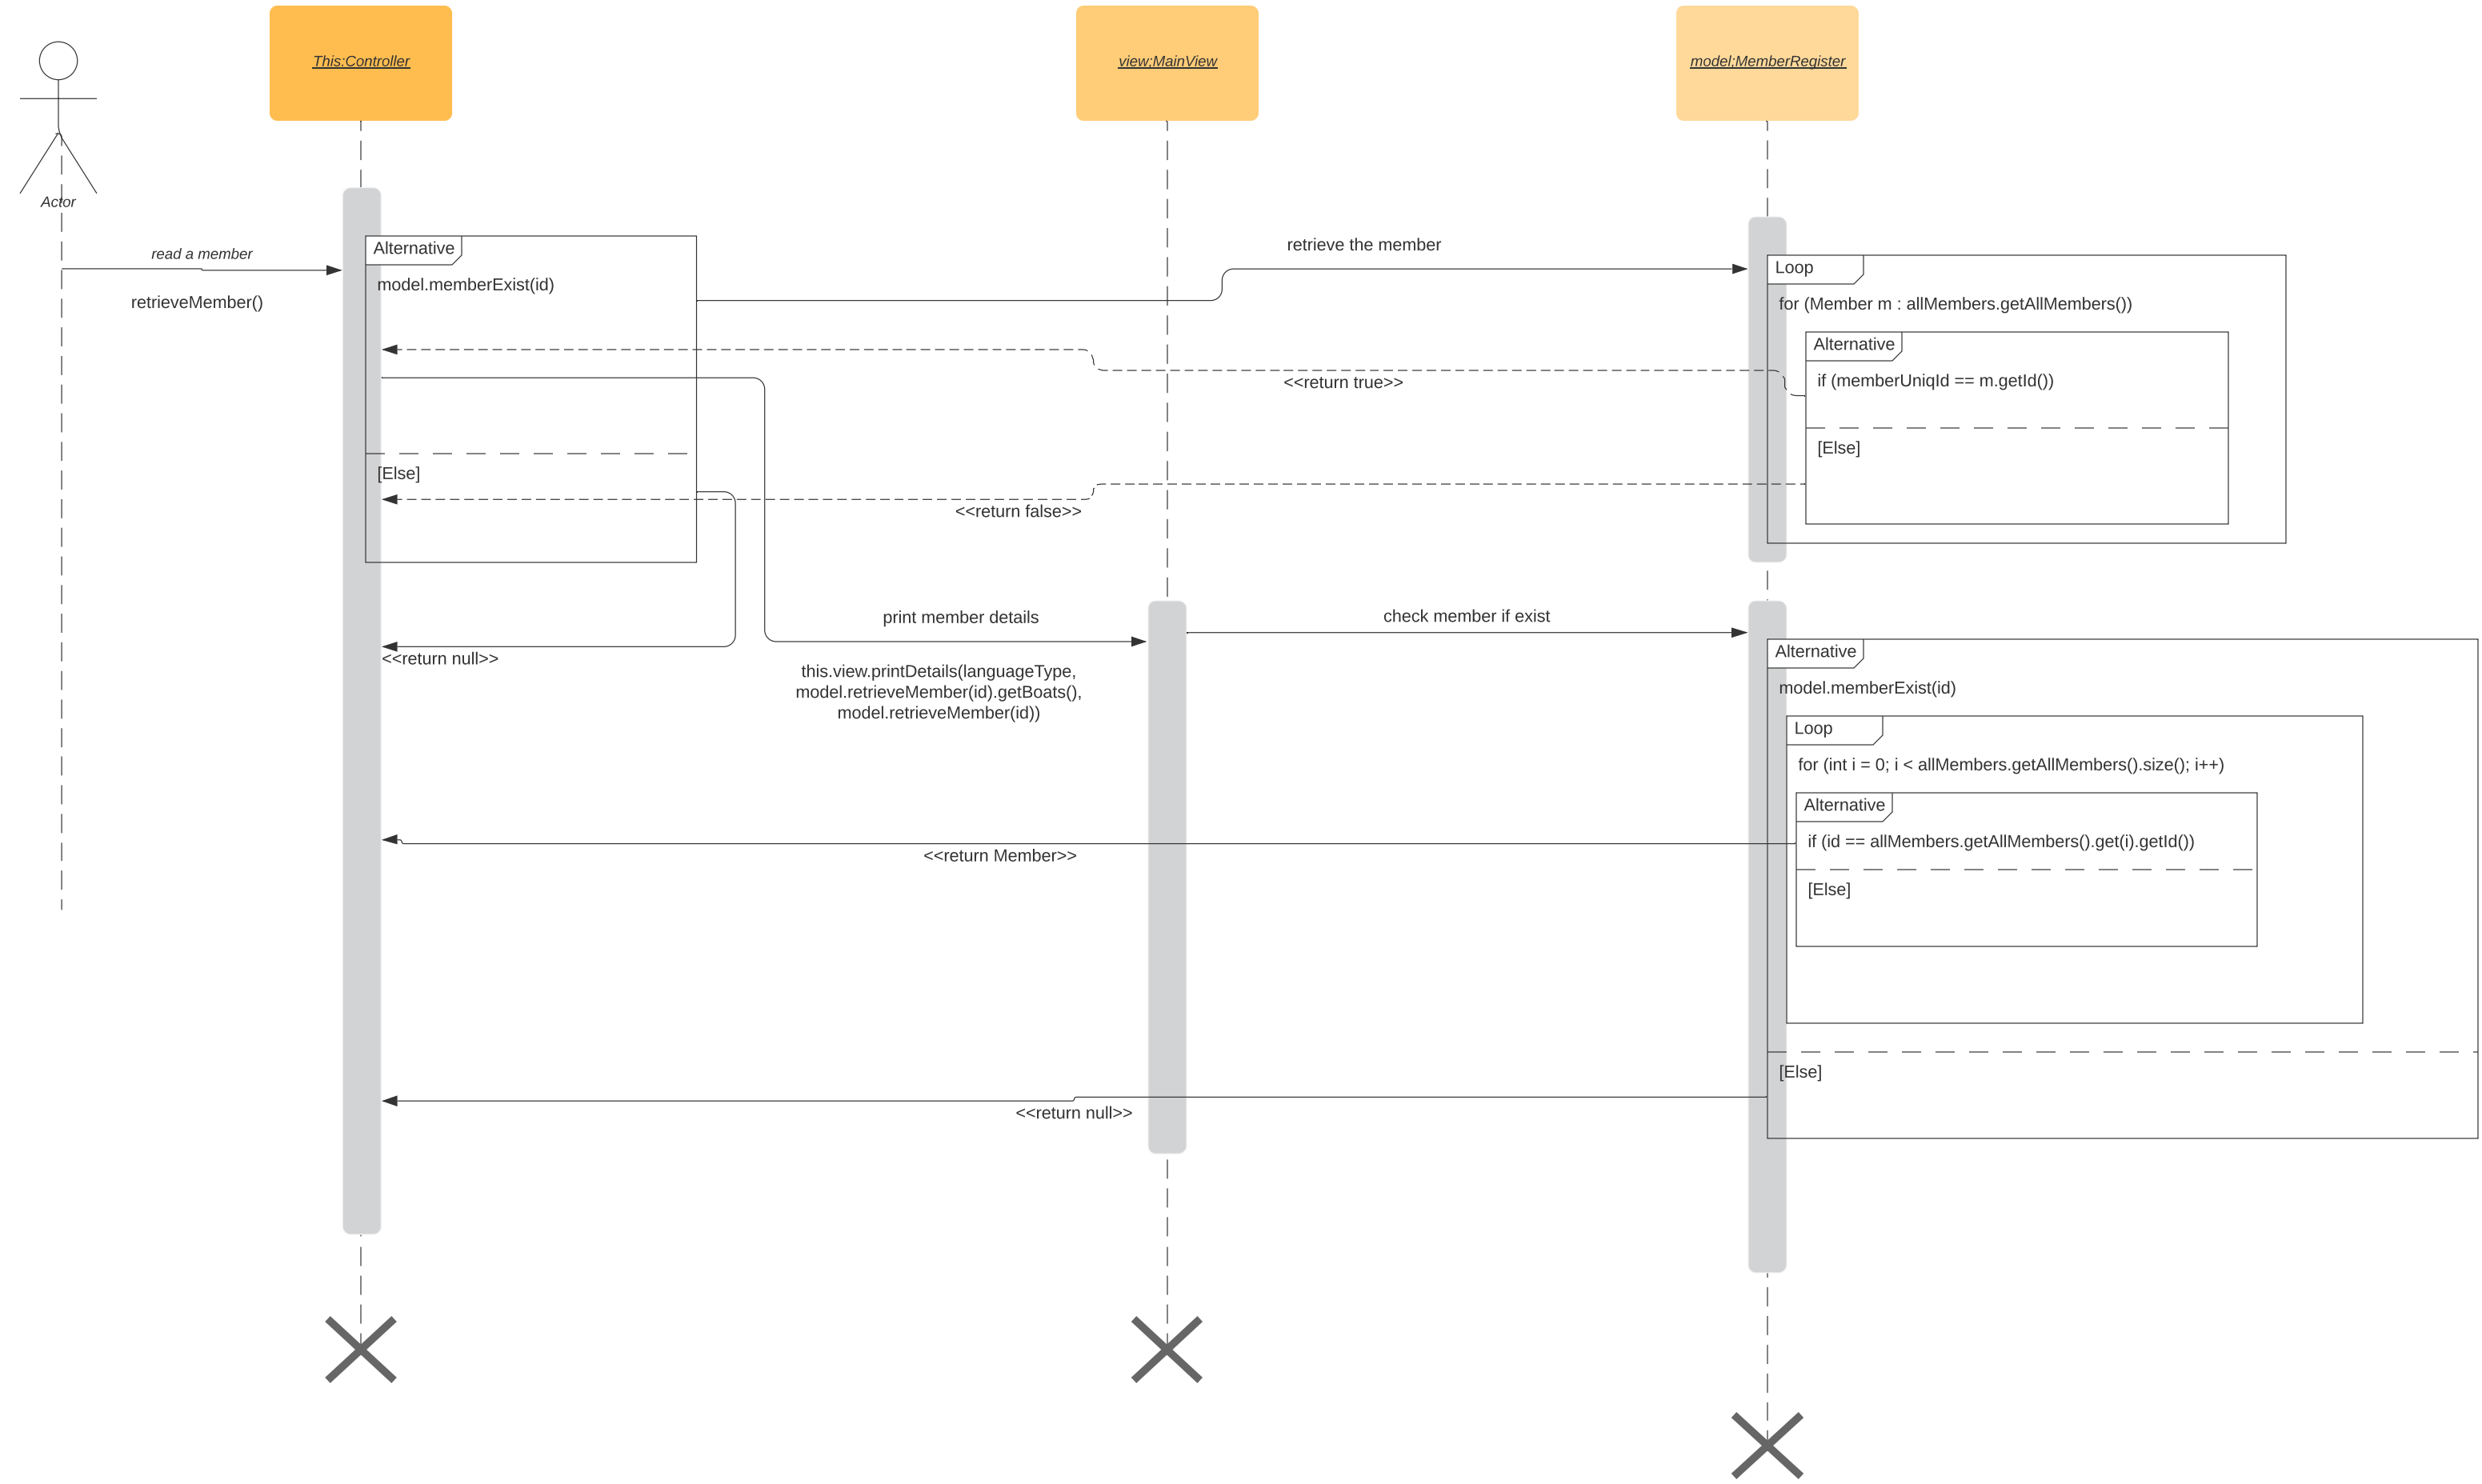 This:Controller
view;MainView
model;MemberRegister
Actor
read a member
retrieveMember()
Alternative
model.memberExist(id)
[Else]
retrieve the member
Loop
for (Member m : allMembers.getAllMembers())
Alternative
if (memberUniqId == m.getId())
[Else]
<<return true>>
<<return false>>
<<return null>>
print member details
this.view.printDetails(languageType,
model.retrieveMember(id).getBoats(),
model.retrieveMember(id))
check member if exist
Alternative
model.memberExist(id)
Loop
for (int i = 0; i < allMembers.getAllMembers().size(); i++)
Alternative
if (id == allMembers.getAllMembers().get(i).getId())
[Else]
<<return Member>>
[Else]
<<return null>>